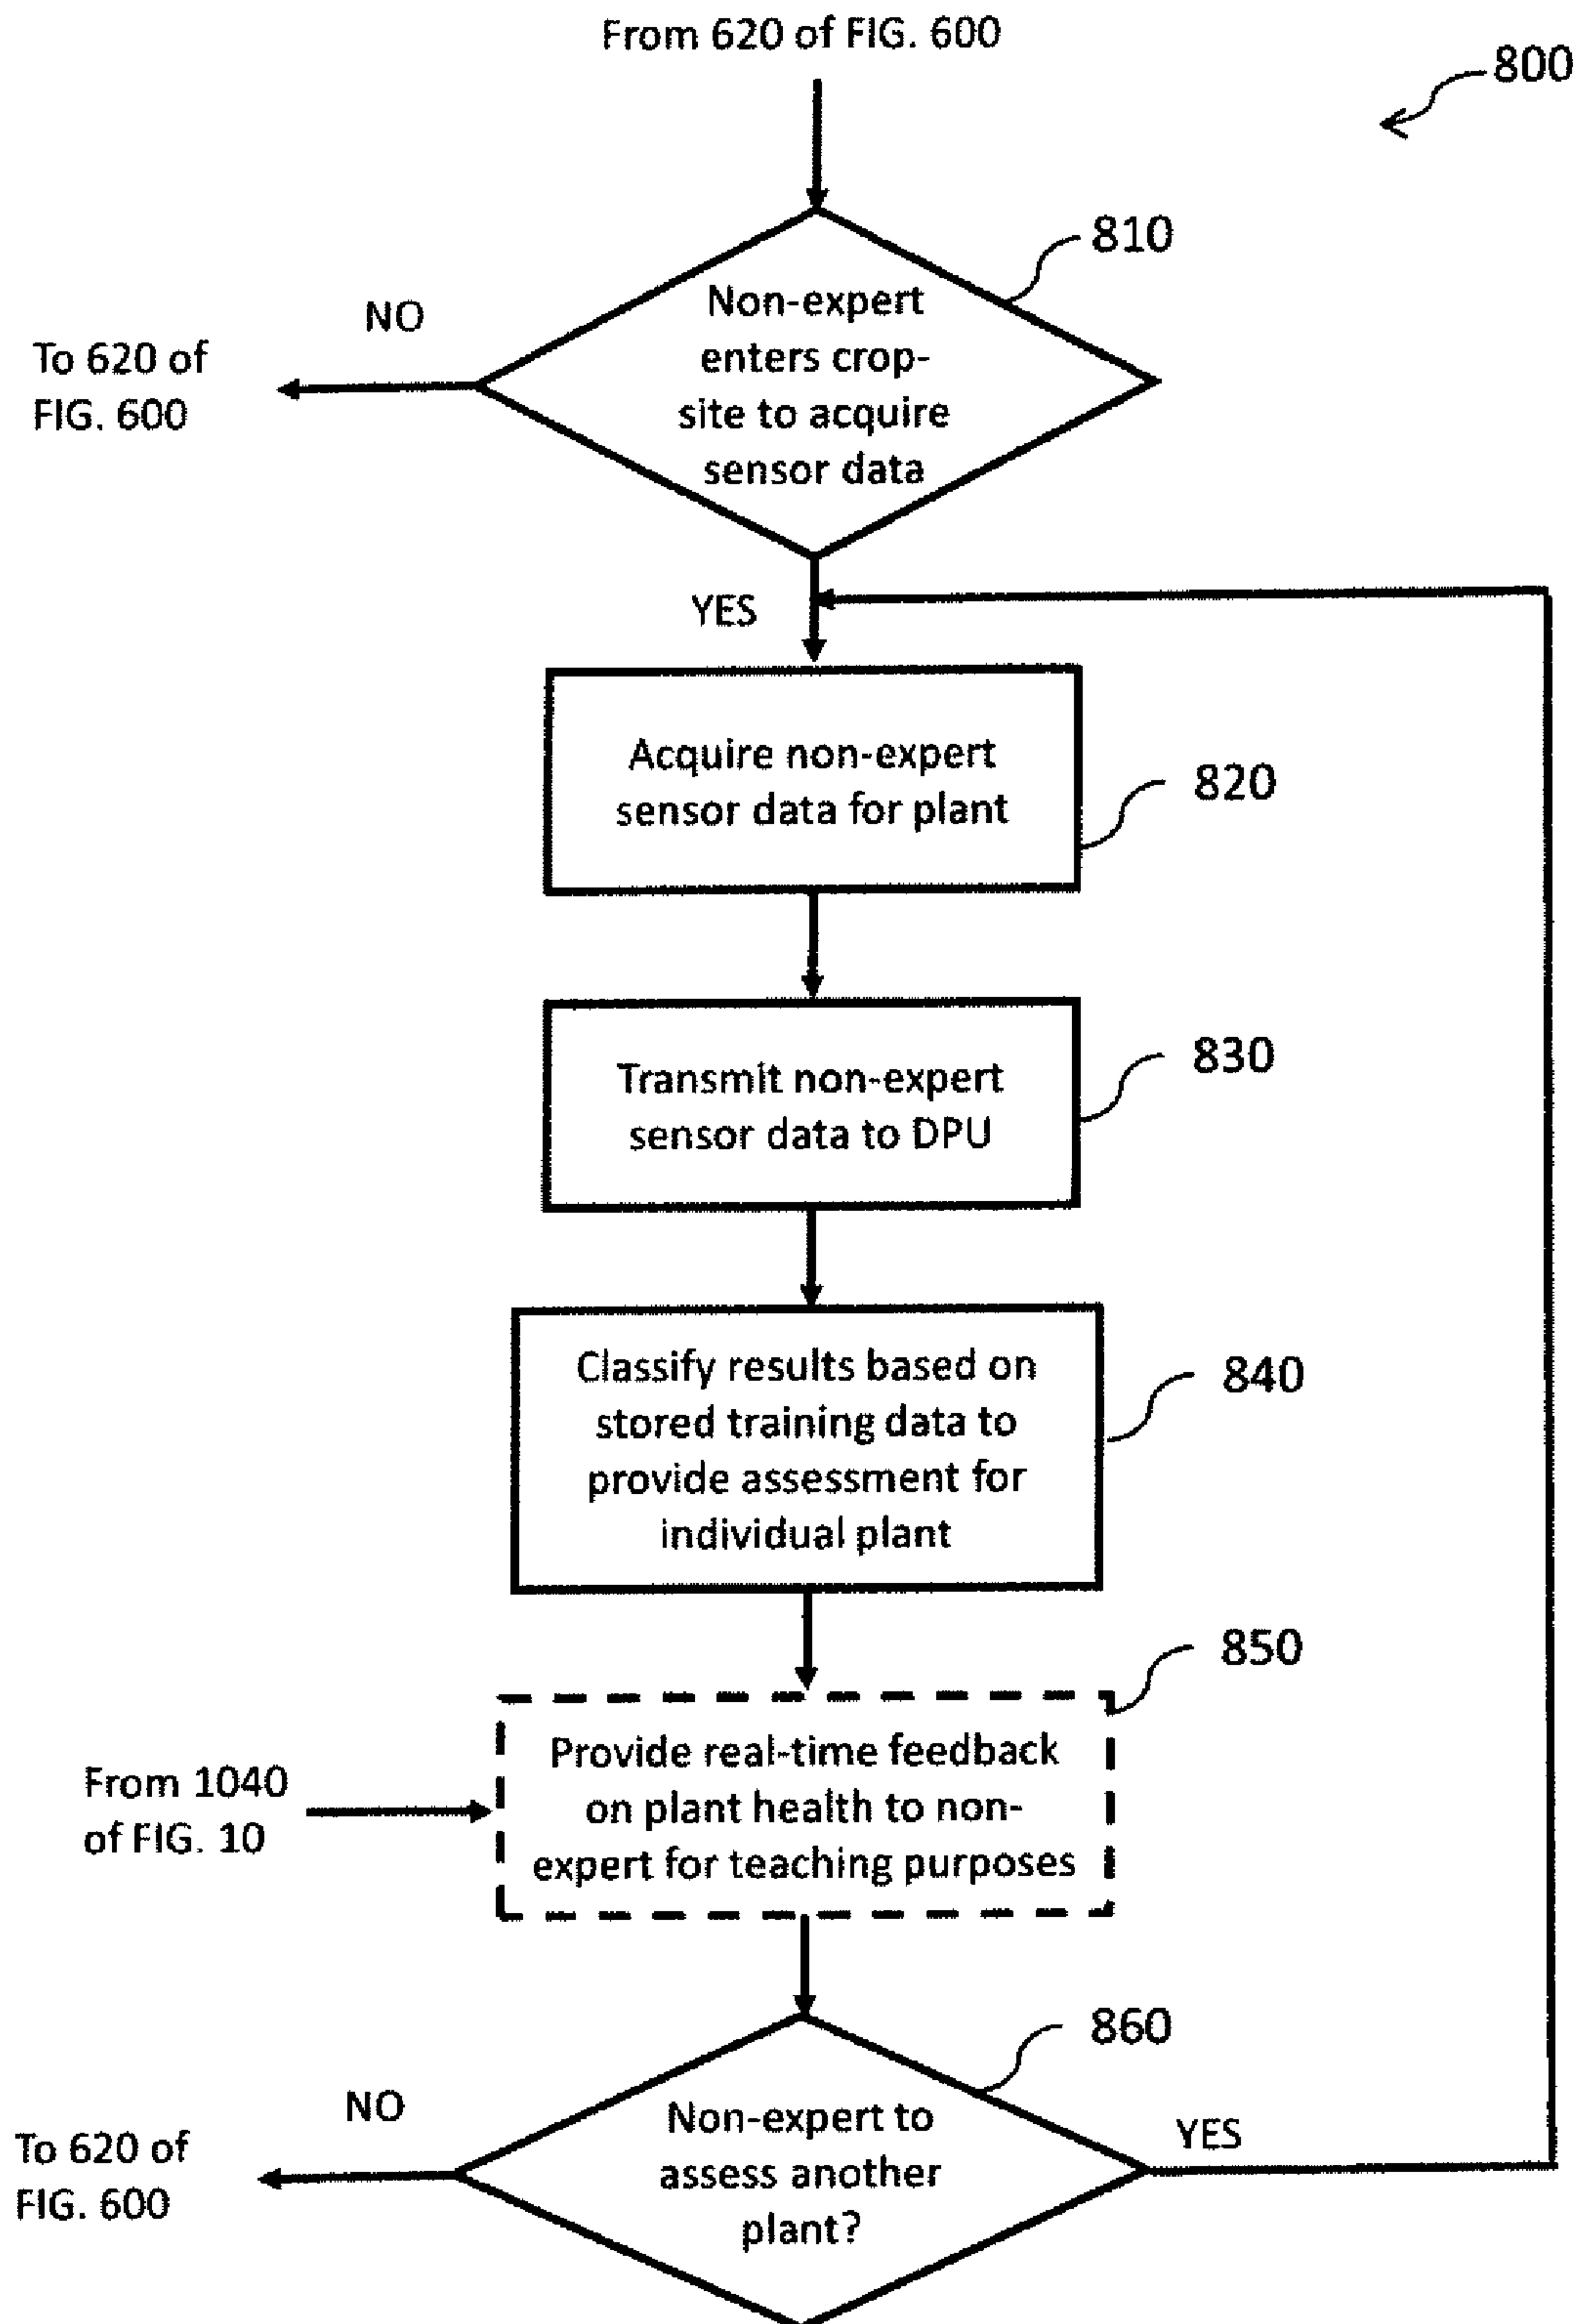 From 620 of FIG. 600
800
810
Non-expert
enters crop-
site to acquire
sensor data
NO
To 620 of
FIG. 600
YES
Acquire non-expert
sensor data for plant
820
Transmit non-expert
sensor data to DPU
830
Classify results based on
stored training data to
provide assessment for
individual plant
840
850
Provide real-time feedback
on plant health to non-
expert for teaching purposes
From 1040
of FIG. 10
860
Non-expert to
assess another
plant?
NO
To 620 of
FIG. 600
YES